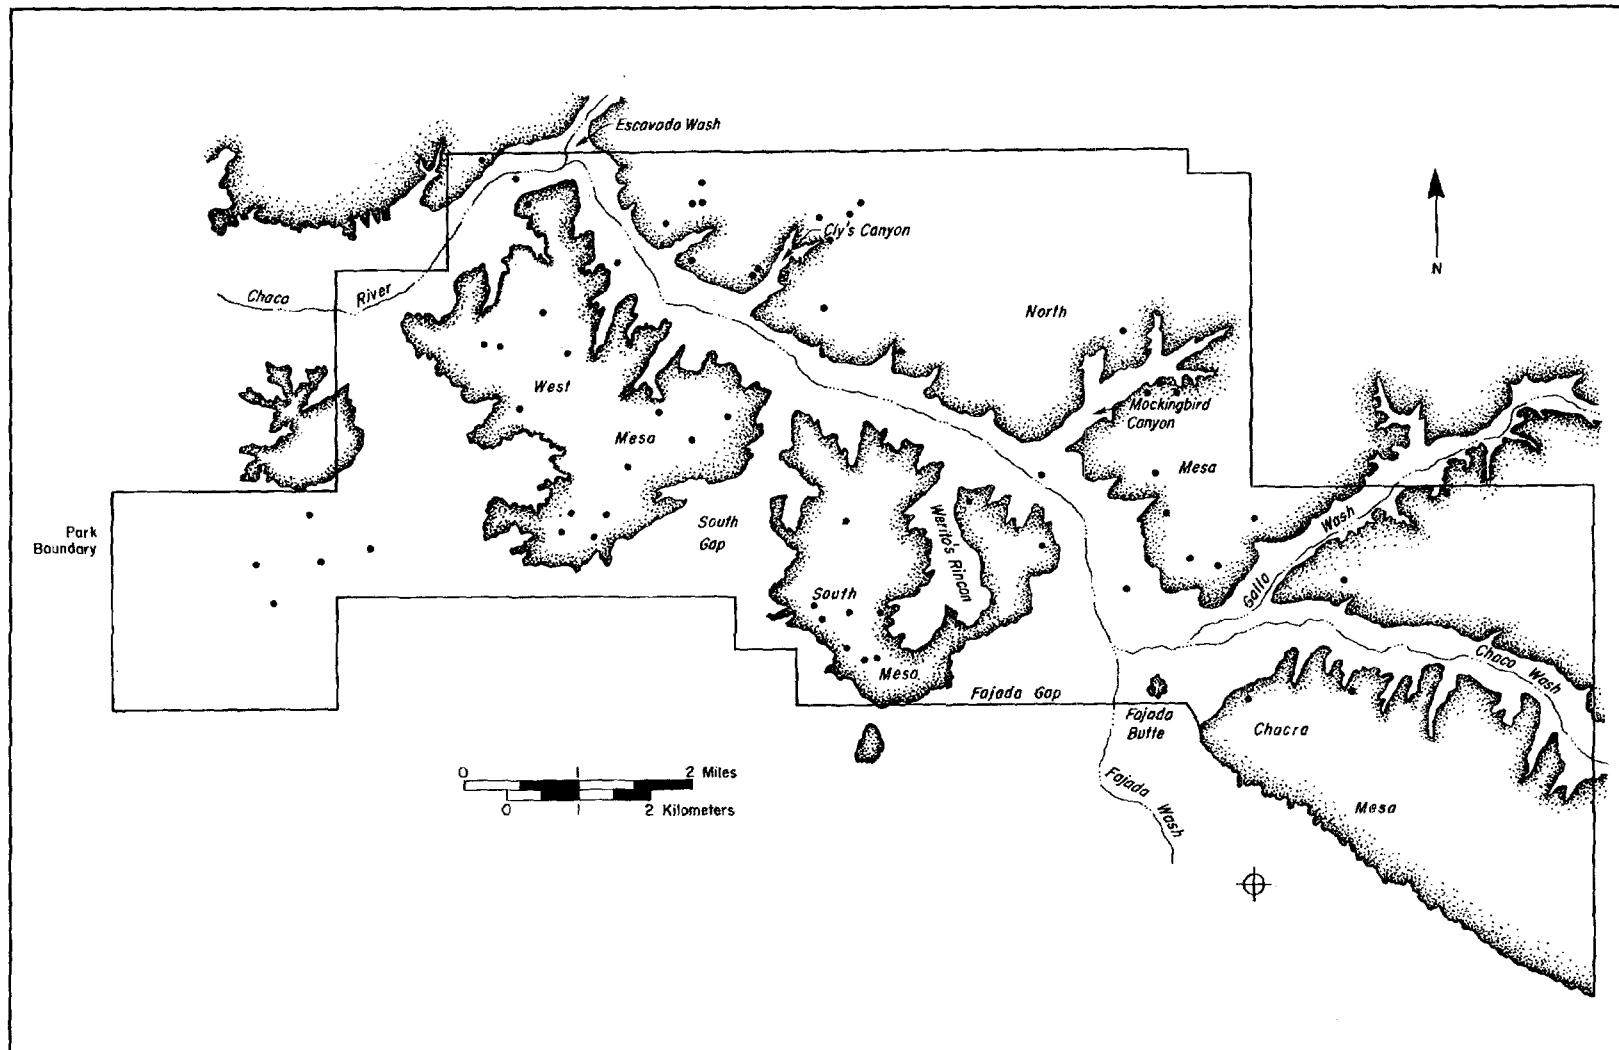 Escavada Wash
Cly's Canyon
N
Chaco River
North
West
Mesa
Mockingbird
Canyon
Mesa
Park
Boundary
South
Gap
Werito's Rincon
Gallo Wash
South
Mesa
Chaco Wash
Fajada Gap
Fajada
Butte
Chacra
Mesa
Fajada Wash
0 1 2 Miles
0 1 2 Kilometers